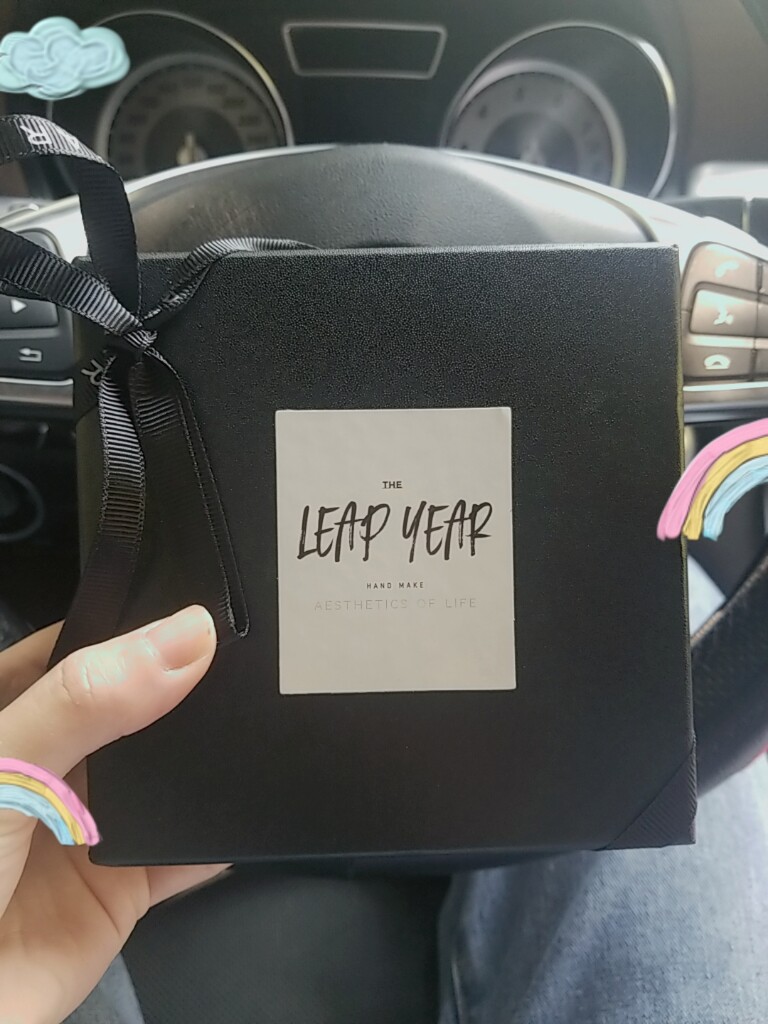 THE
LEAP YEAR
HAND MAKE
AESTHETICS OF LIFE